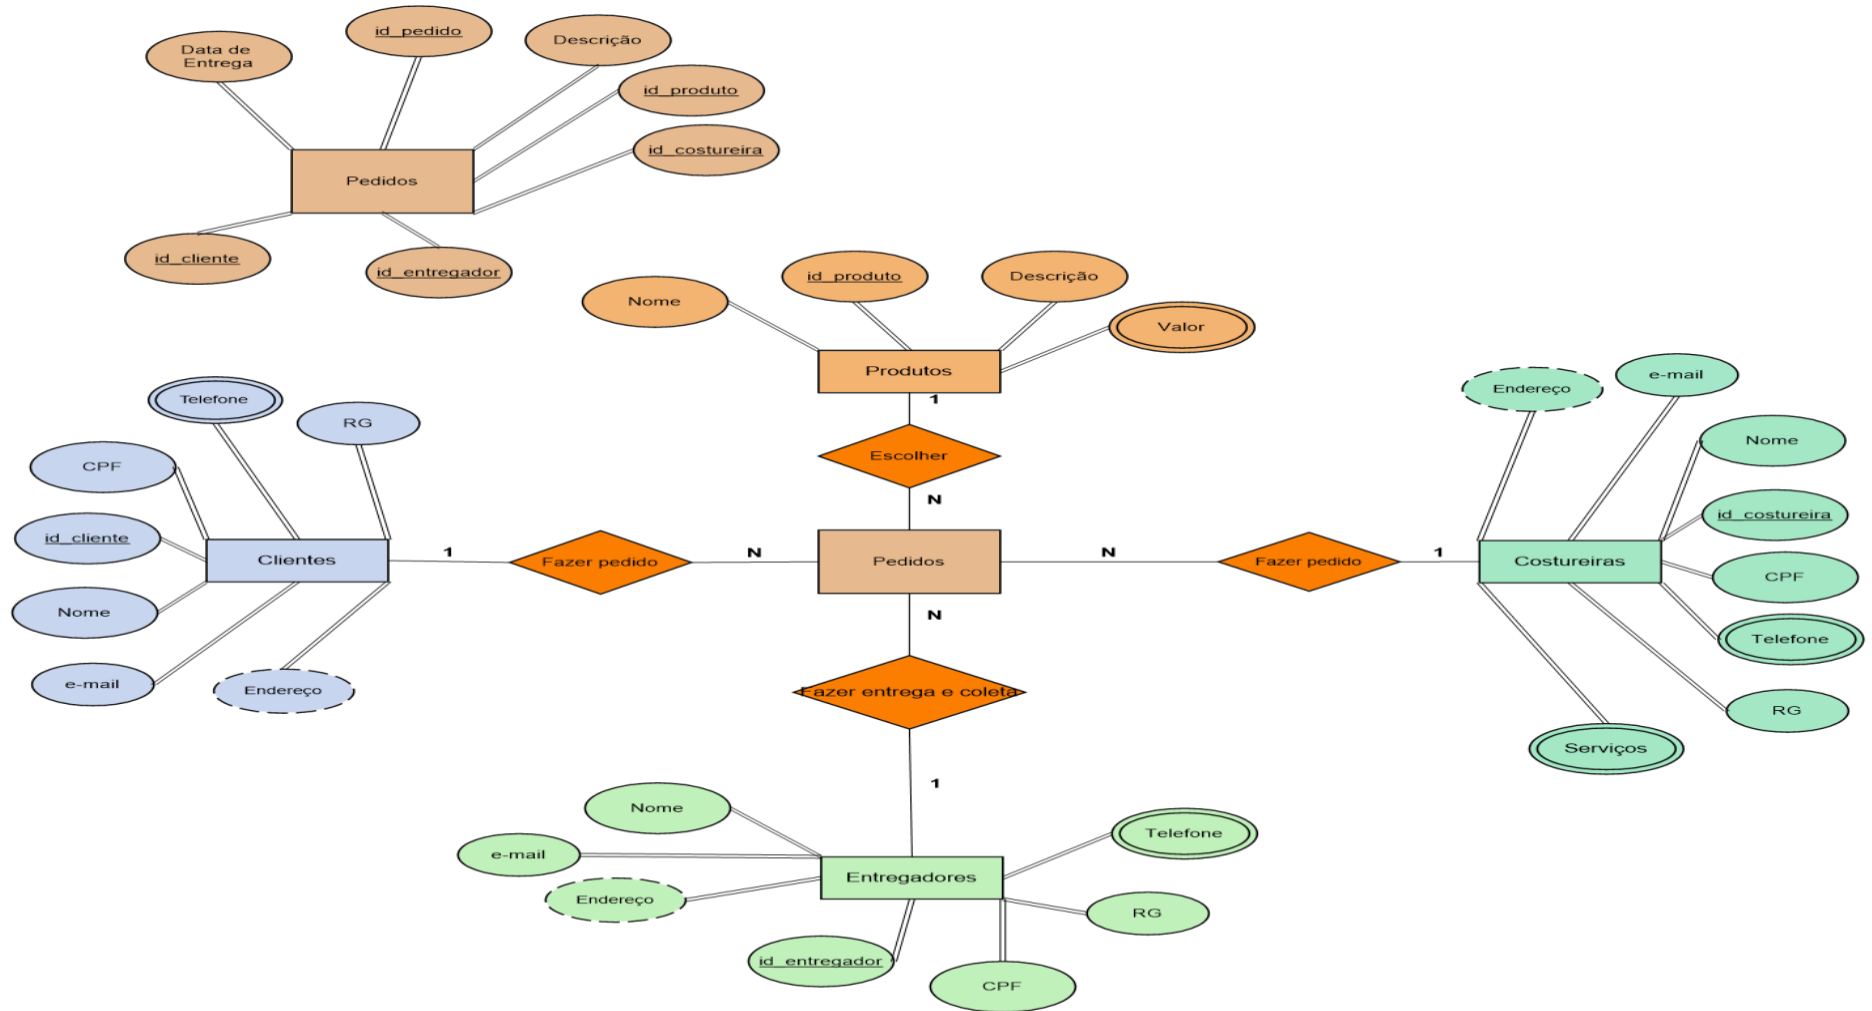 id_pedido
Descrição
Data de
Entrega
id_produto
id_costureira
Pedidos
id_cliente
id_entregador
id_produto
Descrição
Nome
Valor
Produtos
1
Escolher
N
Telefone
RG
CPF
id_cliente
Clientes
Nome
e-mail
Endereço
1
Fazer pedido
N
Pedidos
N
Fazer pedido
1
Endereço
e-mail
Nome
id_costureira
Costureiras
CPF
Telefone
RG
Serviços
N
Fazer entrega e coleta
1
Nome
e-mail
Endereço
Entregadores
Telefone
RG
id_entregador
CPF